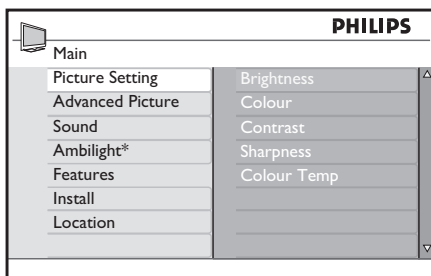 PHILIPS
Main
Picture Setting
Advanced Picture
Sound
Ambilight*
Features
Install
Location
Brightness
Colour
Contrast
Sharpness
Colour Temp